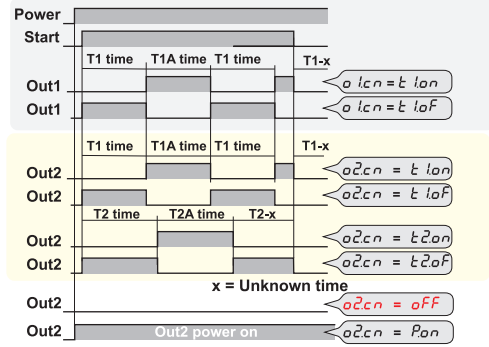 Power
Start
T1 time T1A time T1 time T1-x
Out1 o1.cn = t1.on
Out1 o1.cn = t1.oF
T1 time T1A time T1 time T1-x
Out2 o2.cn = t1.on
Out2 o2.cn = t1.oF
T2 time T2A time T2-x
Out2 o2.cn = t2.on
Out2 o2.cn = t2.oF
x = Unknown time
Out2 o2.cn = oFF
Out2 Out2 power on o2.cn = P.on